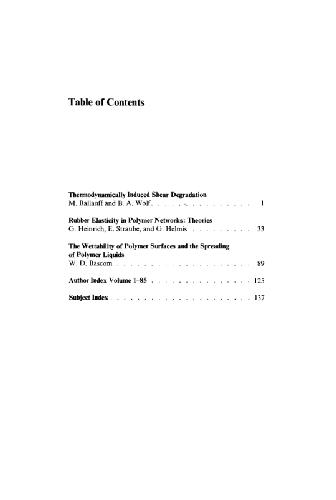 Table of Contents
Thermodynamically Induced Shear Degradation
M. Ballauff and B. A. Wolf . . . . . . . . . . . . . . 1
Rubber Elasticity in Polymer Networks: Theories
G. Heinrich, E. Straube, and G. Helmis . . . . . . . . . 33
The Wettability of Polymer Surfaces and the Spreading
of Polymer Liquids
W. D. Bascom . . . . . . . . . . . . . . . . . . . 89
Author Index Volume 1–85 . . . . . . . . . . . . . . . 125
Subject Index . . . . . . . . . . . . . . . . . . . . 137